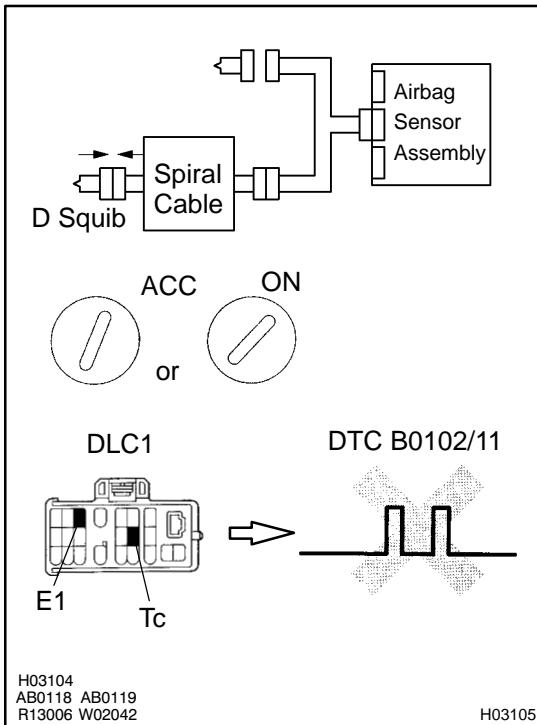 Airbag
Sensor
Assembly
Spiral
Cable
D Squib
ACC
ON
or
DLC1
DTC B0102/11
E1
Tc
H03104
AB0118 AB0119
R13006 W02042
H03105